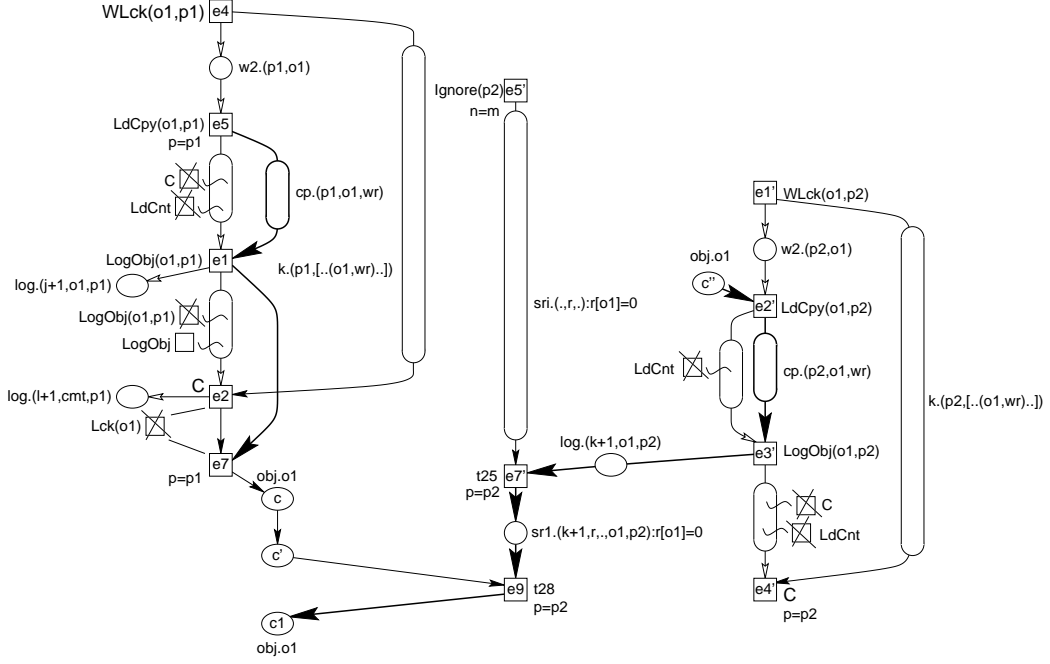 WLck(o1,p1)
e4
w2.(p1,o1)
LdCpy(o1,p1)
e5
p=p1
C
LdCnt
cp.(p1,o1,wr)
LogObj(o1,p1)
e1
log.(j+1,o1,p1)
k.(p1,[..(o1,wr)..])
LogObj(o1,p1)
LogObj
C
e2
log.(l+1,cmt,p1)
Lck(o1)
e7
p=p1
obj.o1
c
c'
c1
obj.o1
Ignore(p2)
e5'
n=m
sri.(.,r,.):r[o1]=0
log.(k+1,o1,p2)
t25
e7'
p=p2
sr1.(k+1,r,.,o1,p2):r[o1]=0
e9
t28
p=p2
e1'
WLck(o1,p2)
w2.(p2,o1)
obj.o1
c''
e2'
LdCpy(o1,p2)
LdCnt
cp.(p2,o1,wr)
k.(p2,[..(o1,wr)..])
e3'
LogObj(o1,p2)
C
LdCnt
e4'
C
p=p2